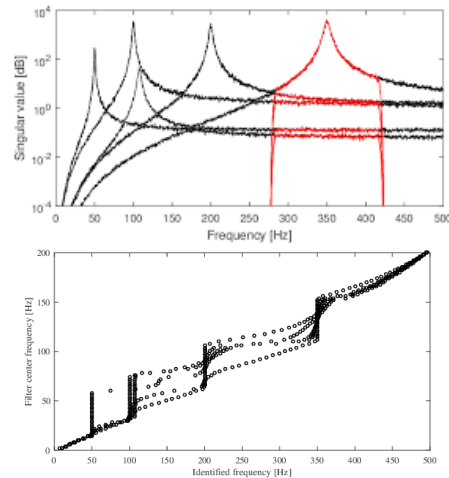 Singular value [dB]
10^4
10^2
10^0
10^-2
10^-4
0 50 100 150 200 250 300 350 400 450 500
Frequency [Hz]
Filter center frequency [Hz]
200
150
100
50
0
0 50 100 150 200 250 300 350 400 450 500
Identified frequency [Hz]